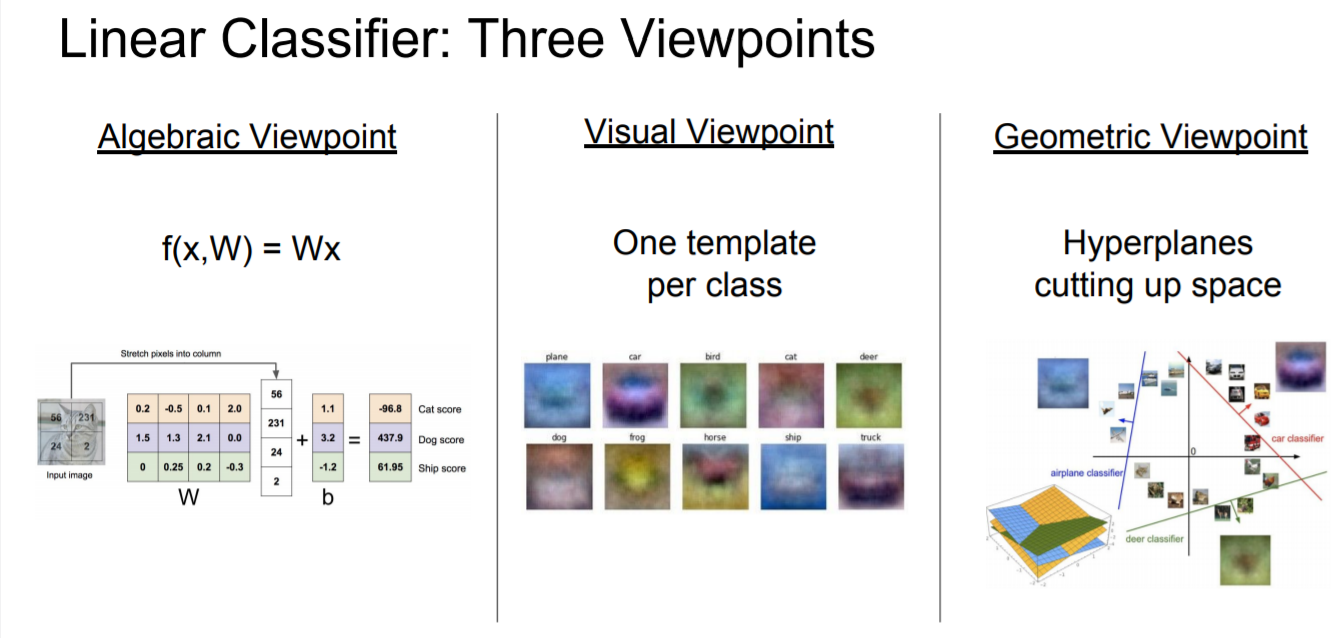 Linear Classifier: Three Viewpoints
Algebraic Viewpoint
f(x,W) = Wx
Stretch pixels into column
56 231
24 2
Input image
0.2 -0.5 0.1 2.0
1.5 1.3 2.1 0.0
0 0.25 0.2 -0.3
W
56
231
24
2
+
1.1
3.2
-1.2
b
=
-96.8 Cat score
437.9 Dog score
61.95 Ship score
Visual Viewpoint
One template
per class
plane car bird cat deer
dog frog horse ship truck
Geometric Viewpoint
Hyperplanes
cutting up space
car classifier
0
airplane classifier
deer classifier